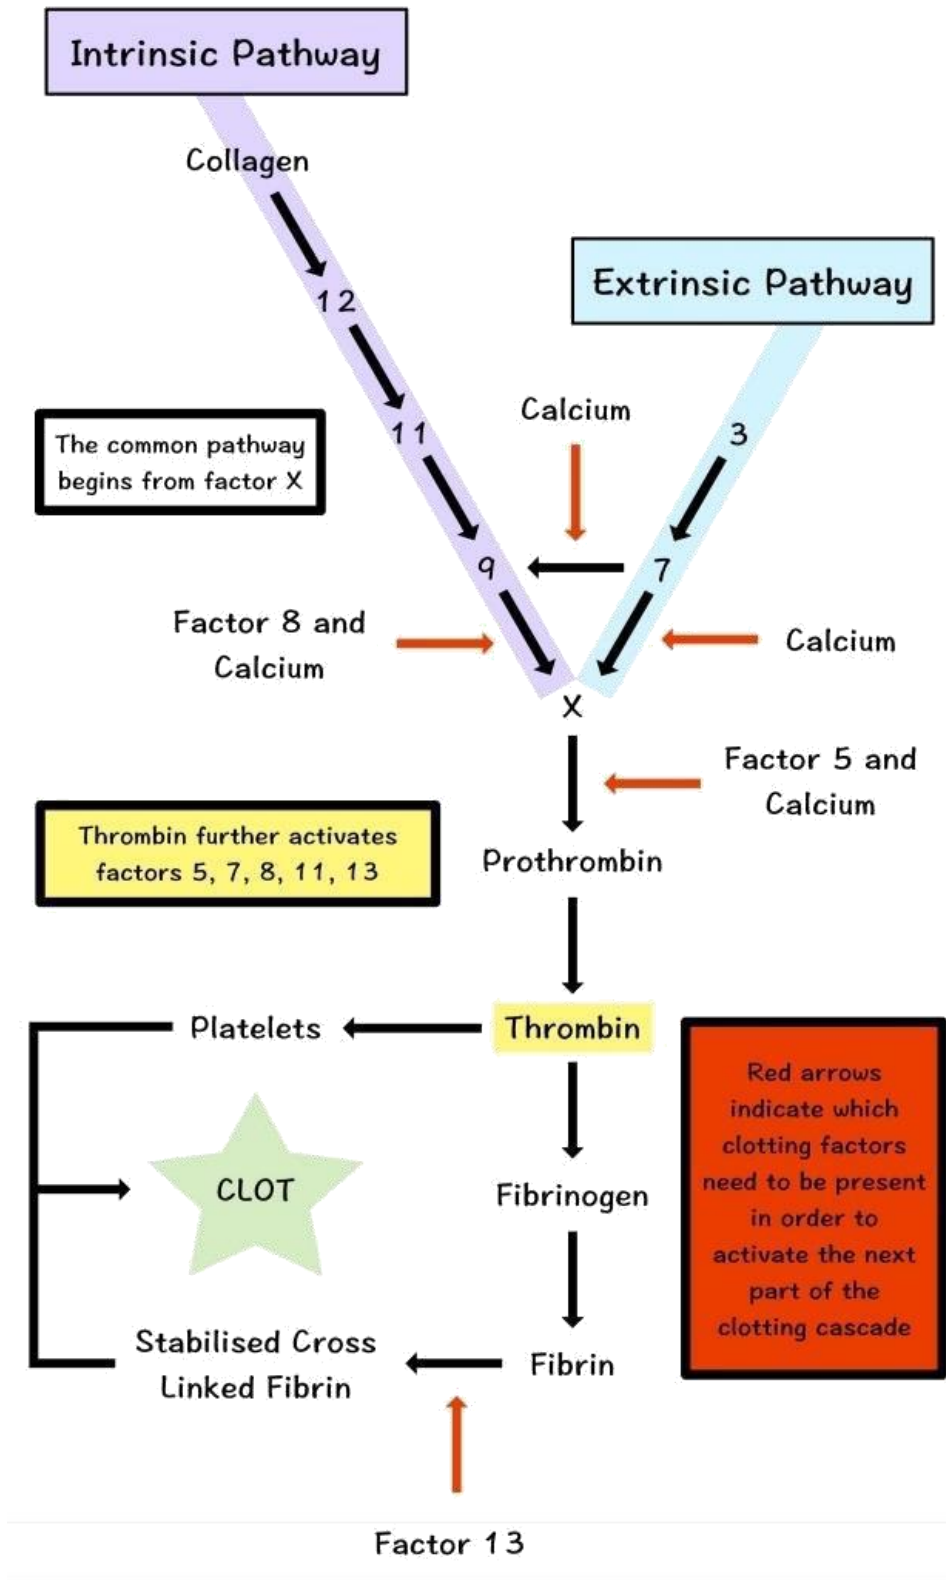 Intrinsic Pathway
Collagen
12
Extrinsic Pathway
Calcium
11
3
The common pathway
begins from factor X
9
7
Factor 8 and
Calcium
Calcium
X
Factor 5 and
Calcium
Thrombin further activates
factors 5, 7, 8, 11, 13
Prothrombin
Platelets
Thrombin
Red arrows
indicate which
clotting factors
need to be present
in order to
activate the next
part of the
clotting cascade
CLOT
Fibrinogen
Stabilised Cross
Linked Fibrin
Fibrin
Factor 13